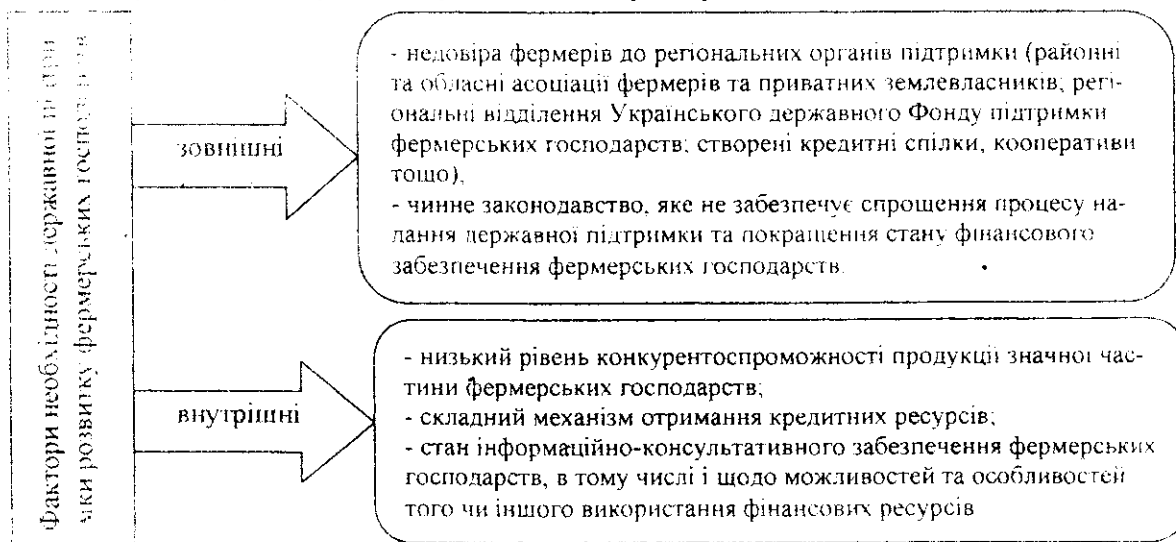 Фактори необхідності державної підтри
мки розвитку фермерських господарств
зовнішні
- недовіра фермерів до регіональних органів підтримки (районні
та обласні асоціації фермерів та приватних землевласників; регі-
ональні відділення Українського державного Фонду підтримки
фермерських господарств; створені кредитні спілки, кооперативи
тощо),
- чинне законодавство, яке не забезпечує спрощення процесу на-
дання державної підтримки та покращення стану фінансового
забезпечення фермерських господарств.
внутрішні
- низький рівень конкурентоспроможності продукції значної час-
тини фермерських господарств;
- складний механізм отримання кредитних ресурсів;
- стан інформаційно-консультативного забезпечення фермерських
господарств, в тому числі і щодо можливостей та особливостей
того чи іншого використання фінансових ресурсів